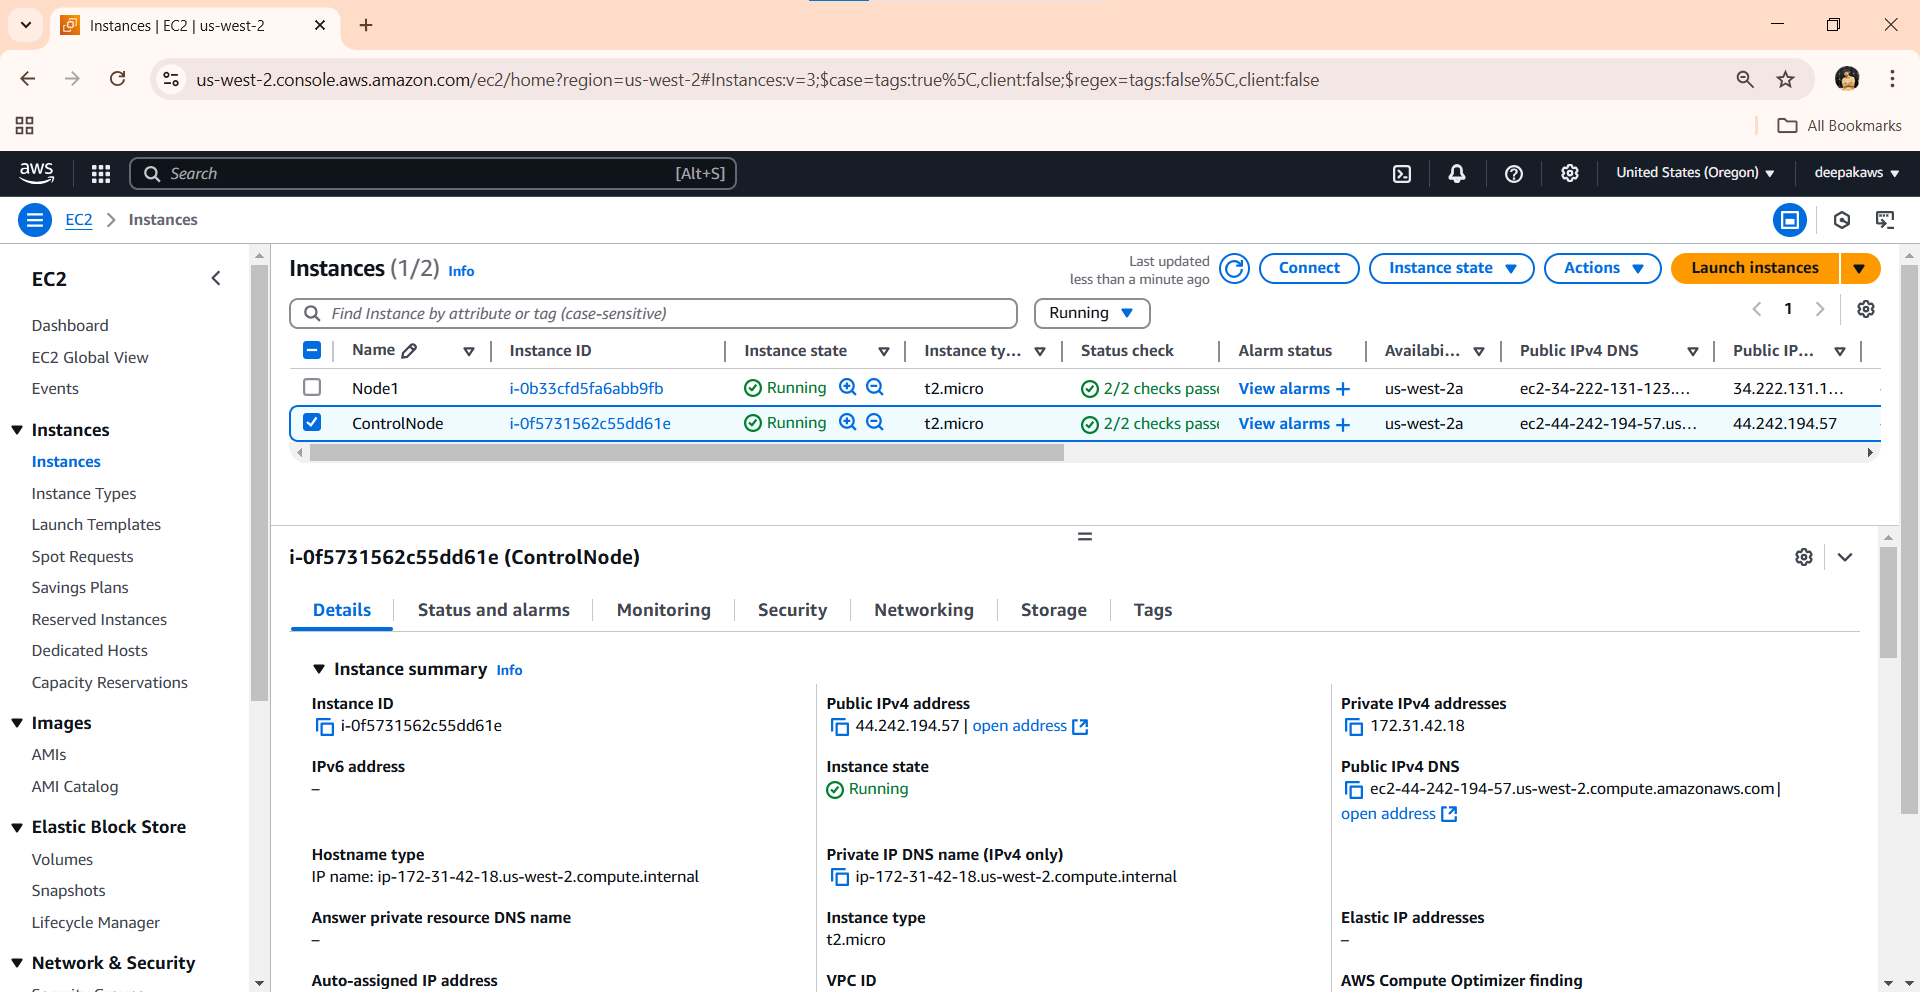 Instances | EC2 | us-west-2
us-west-2.console.aws.amazon.com/ec2/home?region=us-west-2#Instances:v=3;$case=tags:true%5C,client:false;$regex=tags:false%5C,client:false
All Bookmarks
aws
Search
[Alt+S]
United States (Oregon)
deepakaws
EC2
Instances
EC2
Dashboard
EC2 Global View
Events
Instances
Instances
Instance Types
Launch Templates
Spot Requests
Savings Plans
Reserved Instances
Dedicated Hosts
Capacity Reservations
Images
AMIs
AMI Catalog
Elastic Block Store
Volumes
Snapshots
Lifecycle Manager
Network & Security
Instances (1/2) Info
Last updated
less than a minute ago
Connect
Instance state
Actions
Launch instances
Find Instance by attribute or tag (case-sensitive)
Running
1
Name Instance ID Instance state Instance ty... Status check Alarm status Availabi... Public IPv4 DNS Public IP...
Node1 i-0b33cfd5fa6abb9fb Running t2.micro 2/2 checks passe View alarms + us-west-2a ec2-34-222-131-123.... 34.222.131.1...
ControlNode i-0f5731562c55dd61e Running t2.micro 2/2 checks passe View alarms + us-west-2a ec2-44-242-194-57.us... 44.242.194.57
i-0f5731562c55dd61e (ControlNode)
Details
Status and alarms
Monitoring
Security
Networking
Storage
Tags
Instance summary Info
Instance ID
i-0f5731562c55dd61e
Public IPv4 address
44.242.194.57 | open address
Private IPv4 addresses
172.31.42.18
IPv6 address
–
Instance state
Running
Public IPv4 DNS
ec2-44-242-194-57.us-west-2.compute.amazonaws.com |
open address
Hostname type
IP name: ip-172-31-42-18.us-west-2.compute.internal
Private IP DNS name (IPv4 only)
ip-172-31-42-18.us-west-2.compute.internal
Answer private resource DNS name
–
Instance type
t2.micro
Elastic IP addresses
–
Auto-assigned IP address
VPC ID
AWS Compute Optimizer finding